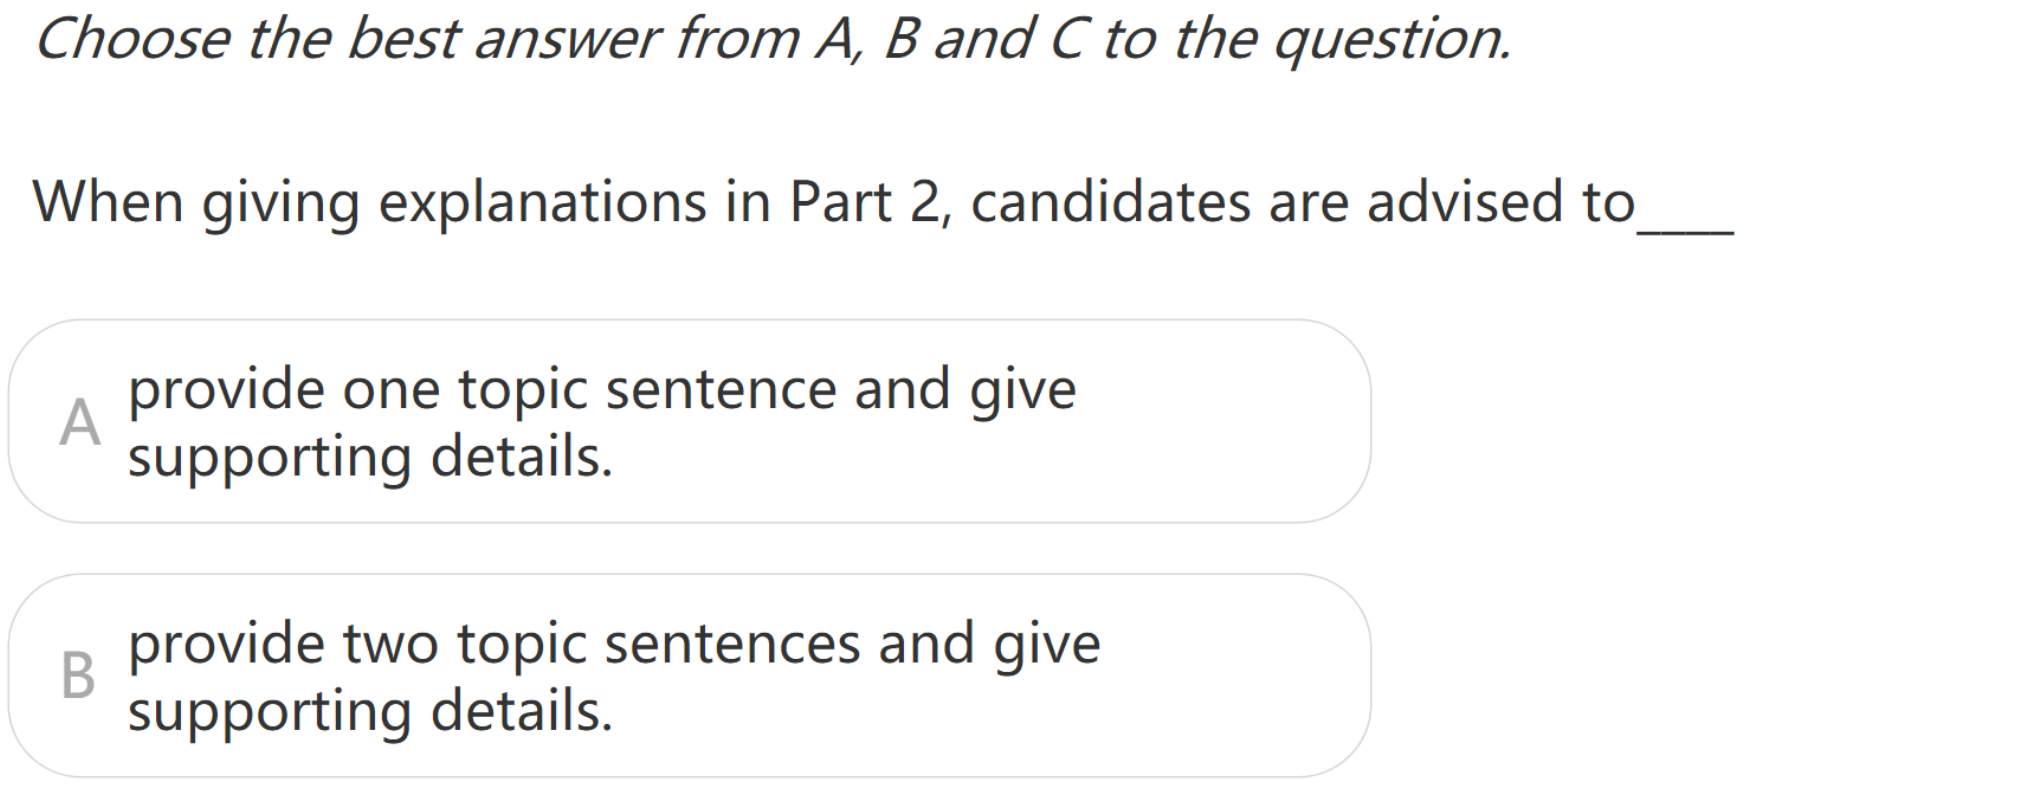 Choose the best answer from A, B and C to the question.
When giving explanations in Part 2, candidates are advised to____
A provide one topic sentence and give
supporting details.
B provide two topic sentences and give
supporting details.